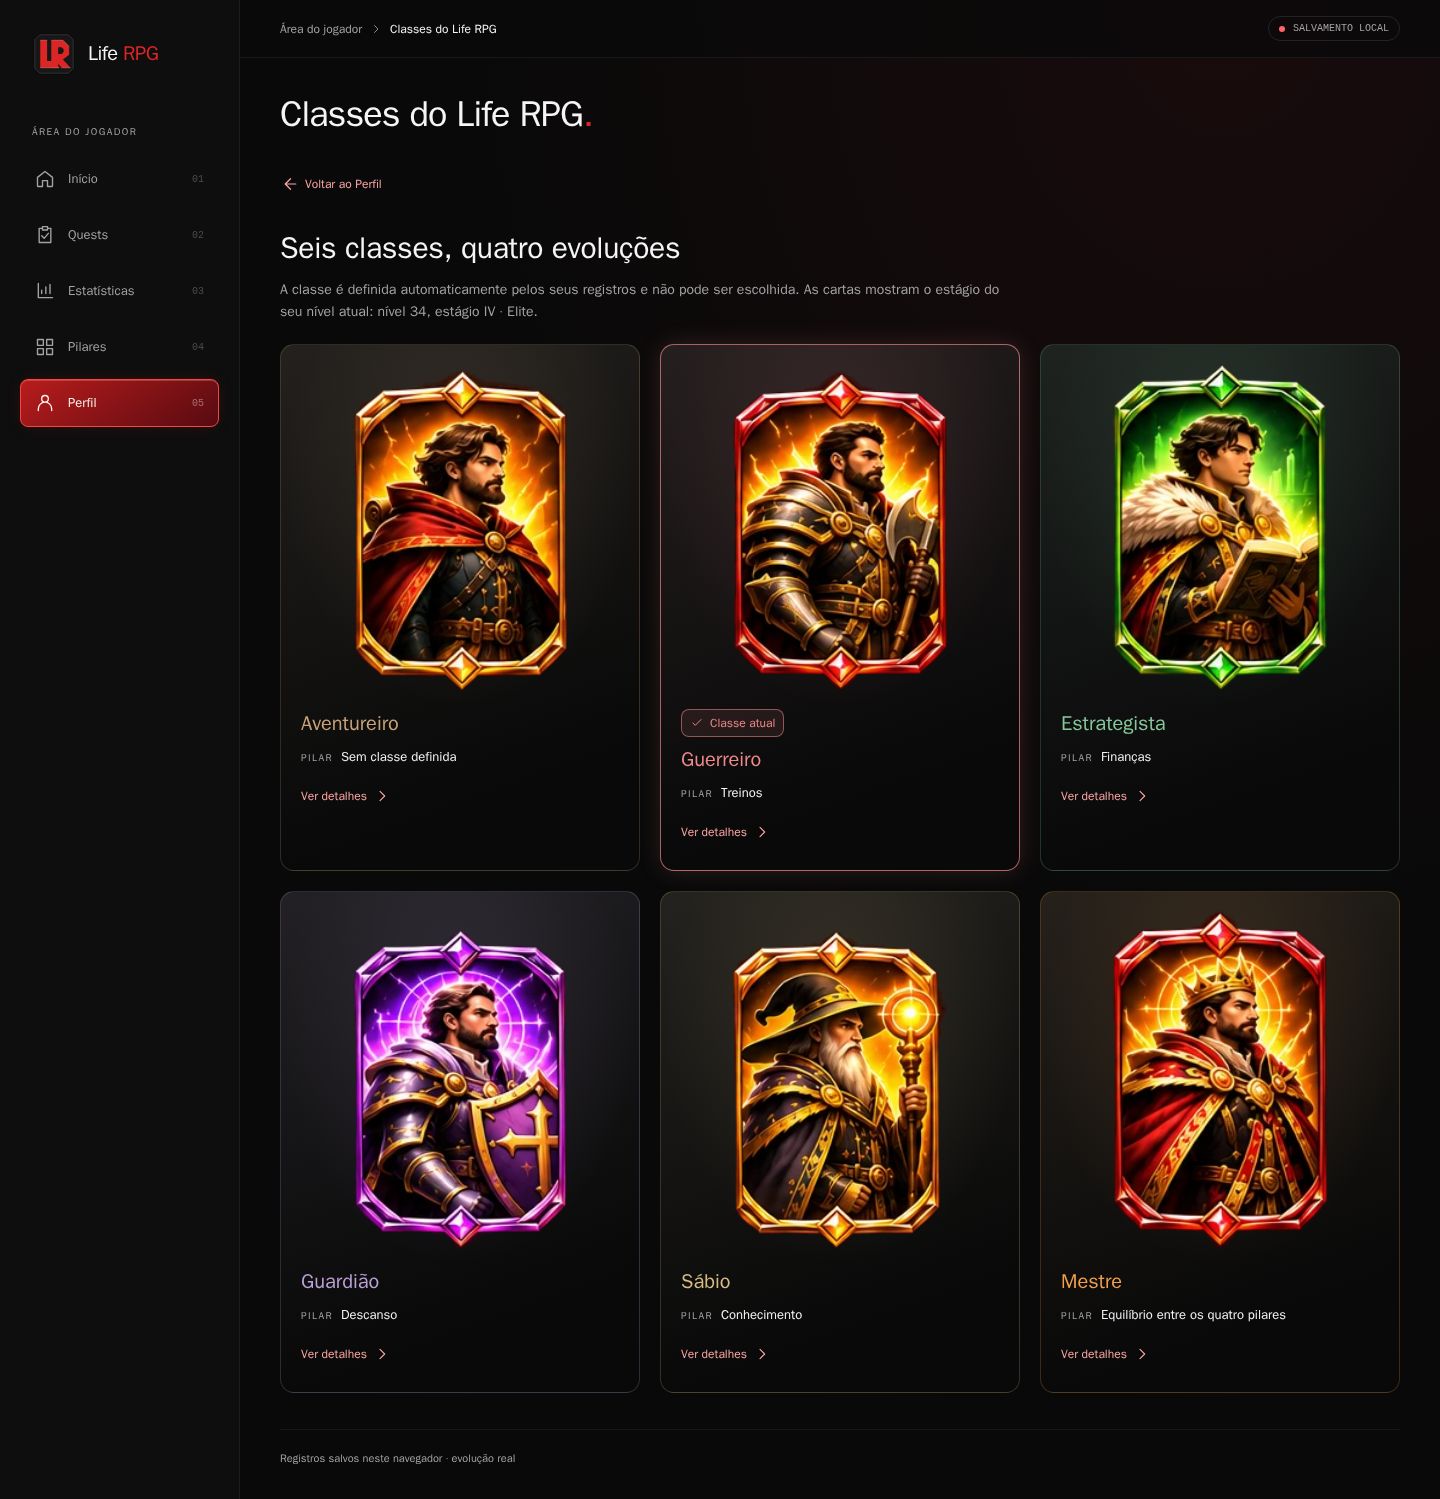 LR
Life RPG
ÁREA DO JOGADOR
Início 01
Quests 02
Estatísticas 03
Pilares 04
Perfil 05
Área do jogador > Classes do Life RPG
SALVAMENTO LOCAL
Classes do Life RPG.
Voltar ao Perfil
Seis classes, quatro evoluções
A classe é definida automaticamente pelos seus registros e não pode ser escolhida. As cartas mostram o estágio do
seu nível atual: nível 34, estágio IV · Elite.
Aventureiro
PILAR Sem classe definida
Ver detalhes
Classe atual
Guerreiro
PILAR Treinos
Ver detalhes
Estrategista
PILAR Finanças
Ver detalhes
Guardião
PILAR Descanso
Ver detalhes
Sábio
PILAR Conhecimento
Ver detalhes
Mestre
PILAR Equilíbrio entre os quatro pilares
Ver detalhes
Registros salvos neste navegador · evolução real